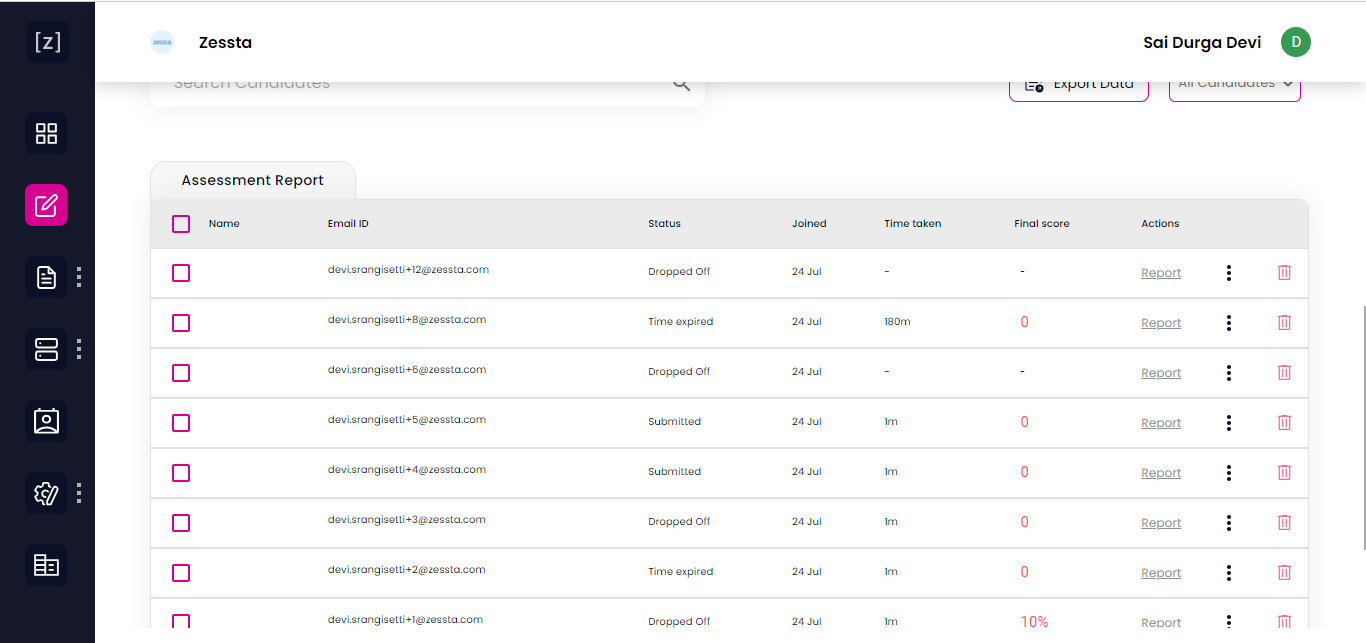 [z]
zessta
Zessta
Sai Durga Devi
D
Search Candidates
Export Data
All Candidates
Assessment Report
Name Email ID Status Joined Time taken Final score Actions
devi.srangisetti+12@zessta.com Dropped Off 24 Jul - - Report
devi.srangisetti+8@zessta.com Time expired 24 Jul 180m 0 Report
devi.srangisetti+6@zessta.com Dropped Off 24 Jul - - Report
devi.srangisetti+5@zessta.com Submitted 24 Jul 1m 0 Report
devi.srangisetti+4@zessta.com Submitted 24 Jul 1m 0 Report
devi.srangisetti+3@zessta.com Dropped Off 24 Jul 1m 0 Report
devi.srangisetti+2@zessta.com Time expired 24 Jul 1m 0 Report
devi.srangisetti+1@zessta.com Dropped Off 24 Jul 1m 10% Report